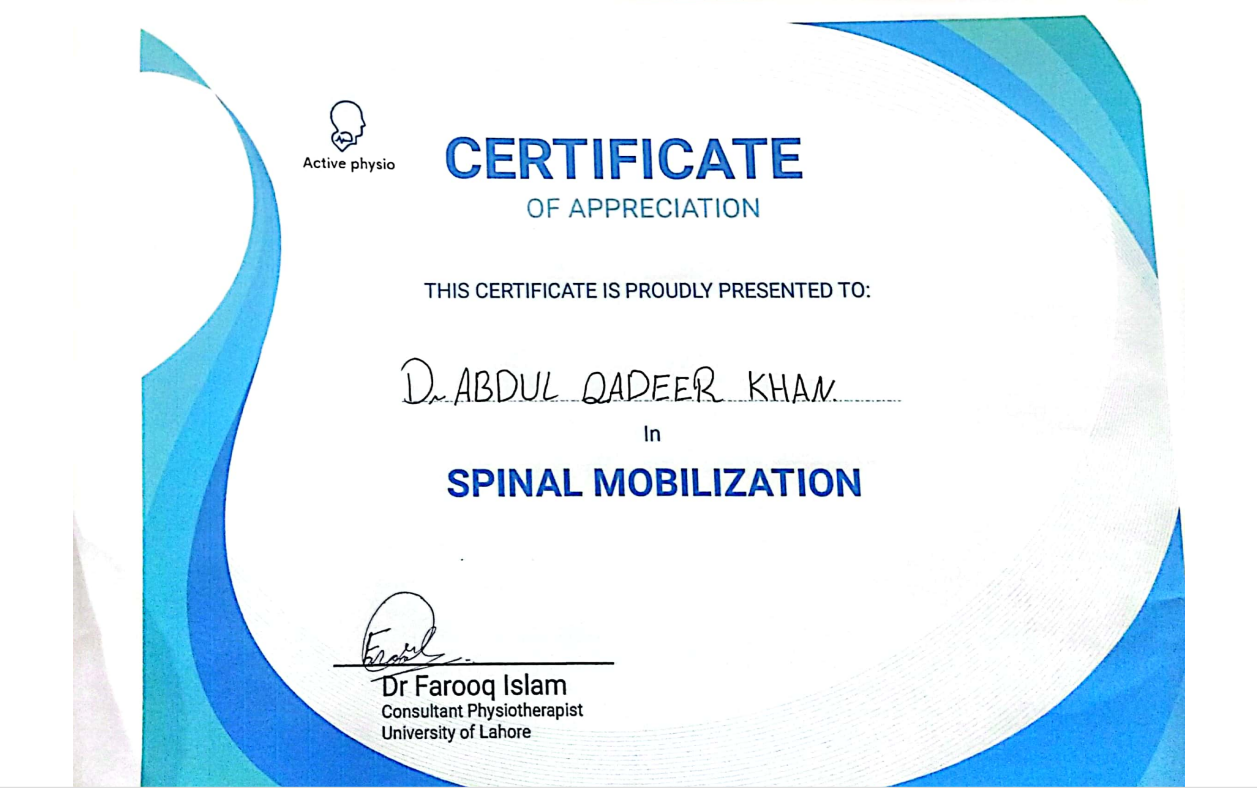 Active physio
CERTIFICATE
OF APPRECIATION
THIS CERTIFICATE IS PROUDLY PRESENTED TO:
Dr ABDUL QADEER KHAN.
In
SPINAL MOBILIZATION
Farooq
Dr Farooq Islam
Consultant Physiotherapist
University of Lahore